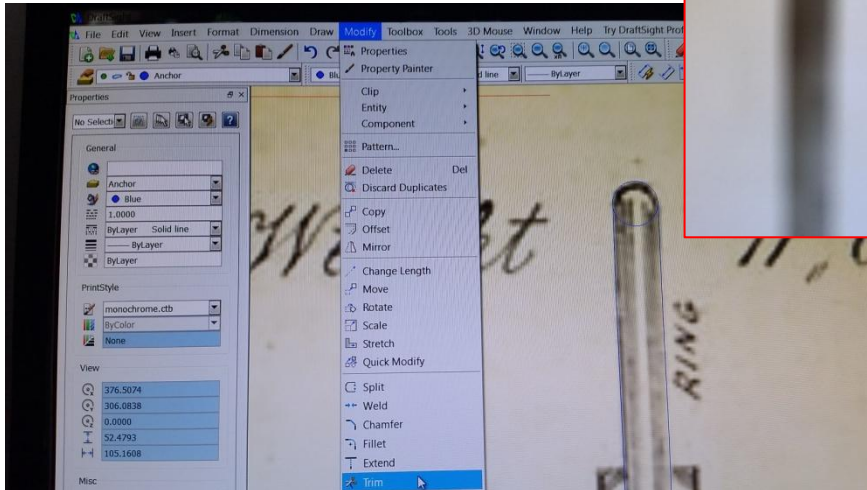 File Edit View Insert Format Dimension Draw Modify Toolbox Tools 3D Mouse Window Help Try DraftSight
Anchor
ByLayer
Properties
No Selecti
General
Anchor
Blue
1.0000
ByLayer Solid line
ByLayer
ByLayer
PrintStyle
monochrome.ctb
ByColor
None
View
376.5074
306.0838
0.0000
52.4793
105.1608
Misc
Properties
Property Painter
Clip
Entity
Component
Pattern...
Delete Del
Discard Duplicates
Copy
Offset
Mirror
Change Length
Move
Rotate
Scale
Stretch
Quick Modify
Split
Weld
Chamfer
Fillet
Extend
Trim
RING